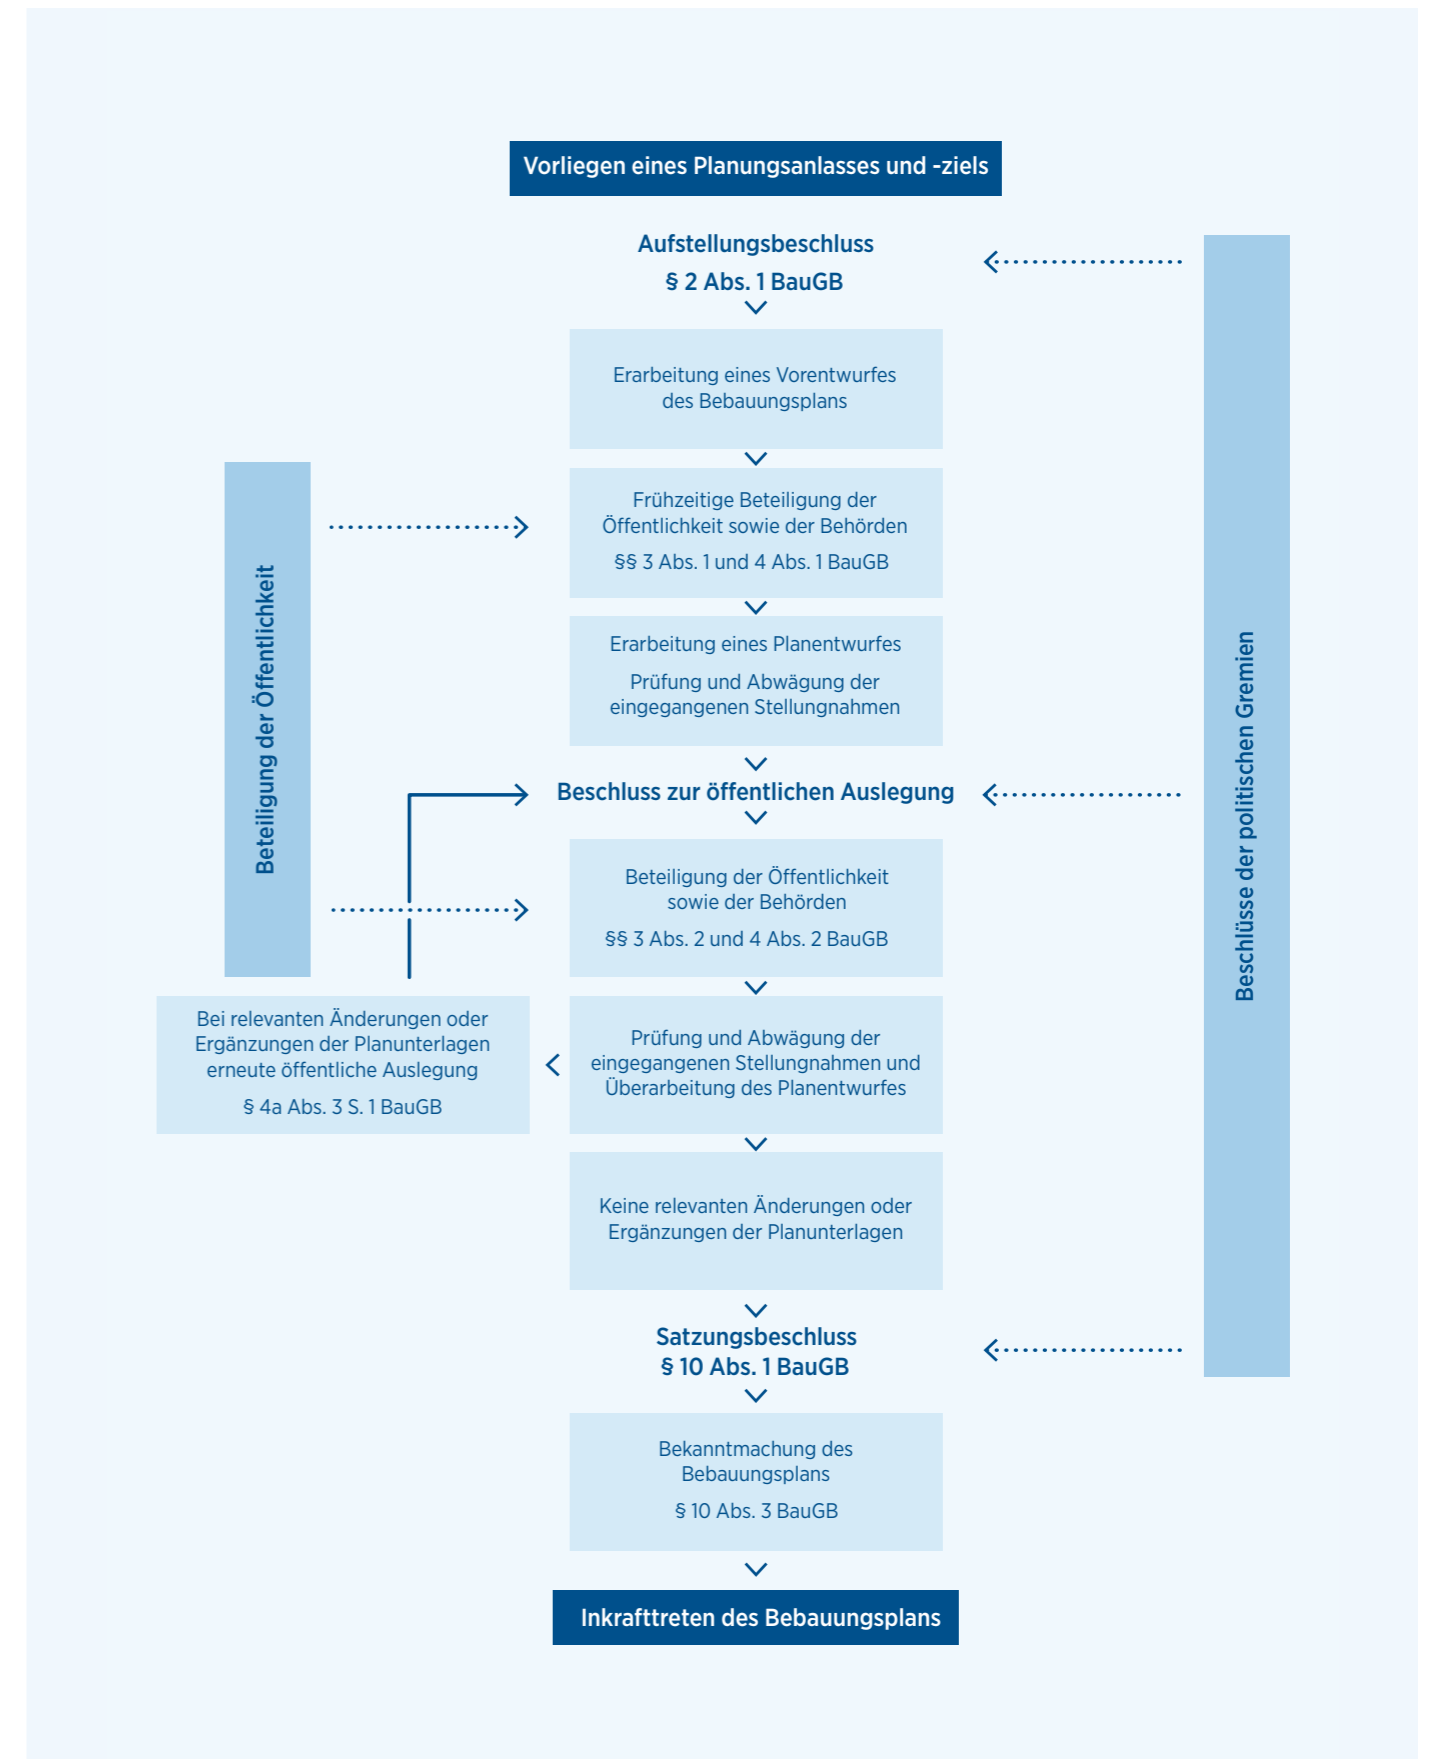 Vorliegen eines Planungsanlasses und -ziels
Aufstellungsbeschluss
§ 2 Abs. 1 BauGB
Erarbeitung eines Vorentwurfes
des Bebauungsplans
Frühzeitige Beteiligung der
Öffentlichkeit sowie der Behörden
§§ 3 Abs. 1 und 4 Abs. 1 BauGB
Erarbeitung eines Planentwurfes
Prüfung und Abwägung der
eingegangenen Stellungnahmen
Beteiligung der Öffentlichkeit
Beschlüsse der politischen Gremien
Beschluss zur öffentlichen Auslegung
Beteiligung der Öffentlichkeit
sowie der Behörden
§§ 3 Abs. 2 und 4 Abs. 2 BauGB
Bei relevanten Änderungen oder
Ergänzungen der Planunterlagen
erneute öffentliche Auslegung
§ 4a Abs. 3 S. 1 BauGB
Prüfung und Abwägung der
eingegangenen Stellungnahmen und
Überarbeitung des Planentwurfes
Keine relevanten Änderungen oder
Ergänzungen der Planunterlagen
Satzungsbeschluss
§ 10 Abs. 1 BauGB
Bekanntmachung des
Bebauungsplans
§ 10 Abs. 3 BauGB
Inkrafttreten des Bebauungsplans